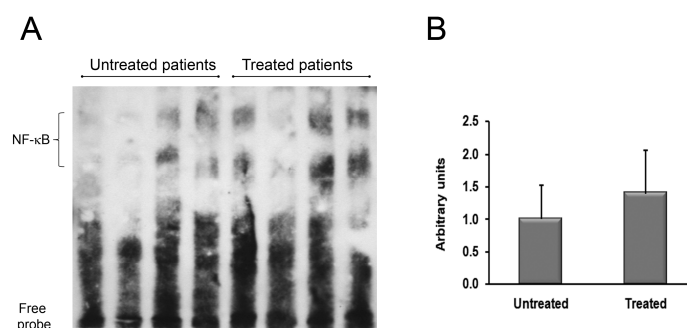 A
B
Untreated patients
Treated patients
NF-κB
Free
probe
Arbitrary units
2.5
2.0
1.5
1.0
0.5
0.0
Untreated
Treated